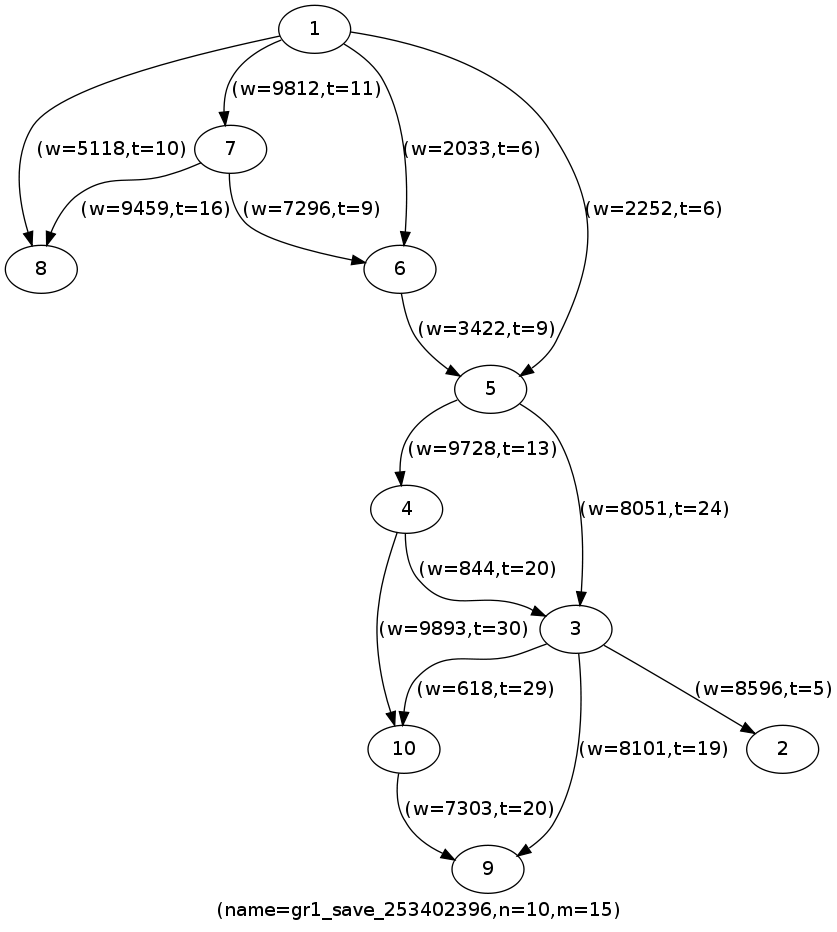 1
(w=9812,t=11)
(w=5118,t=10)
7
(w=2033,t=6)
(w=9459,t=16)
(w=7296,t=9)
(w=2252,t=6)
8
6
(w=3422,t=9)
5
(w=9728,t=13)
4
(w=8051,t=24)
(w=844,t=20)
(w=9893,t=30)
3
(w=618,t=29)
(w=8596,t=5)
10
(w=8101,t=19)
2
(w=7303,t=20)
9
(name=gr1_save_253402396,n=10,m=15)